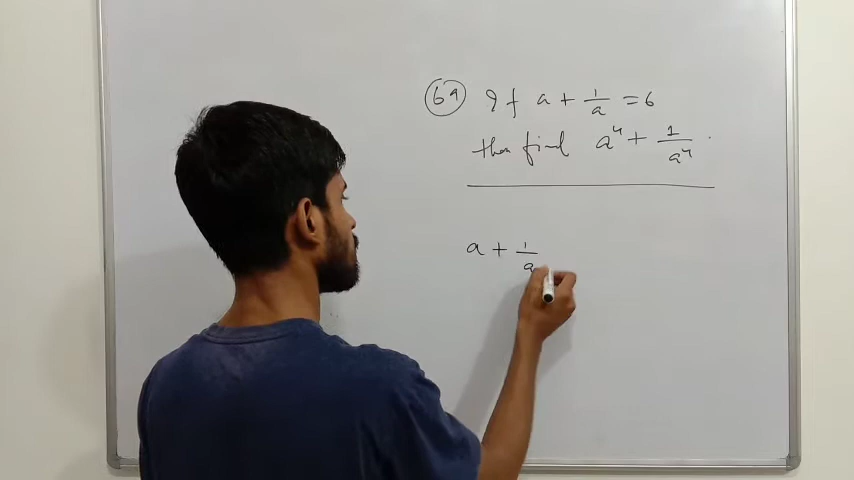 69 If a + 1/a = 6
then find a⁴ + 1/a⁴.
a + 1/a